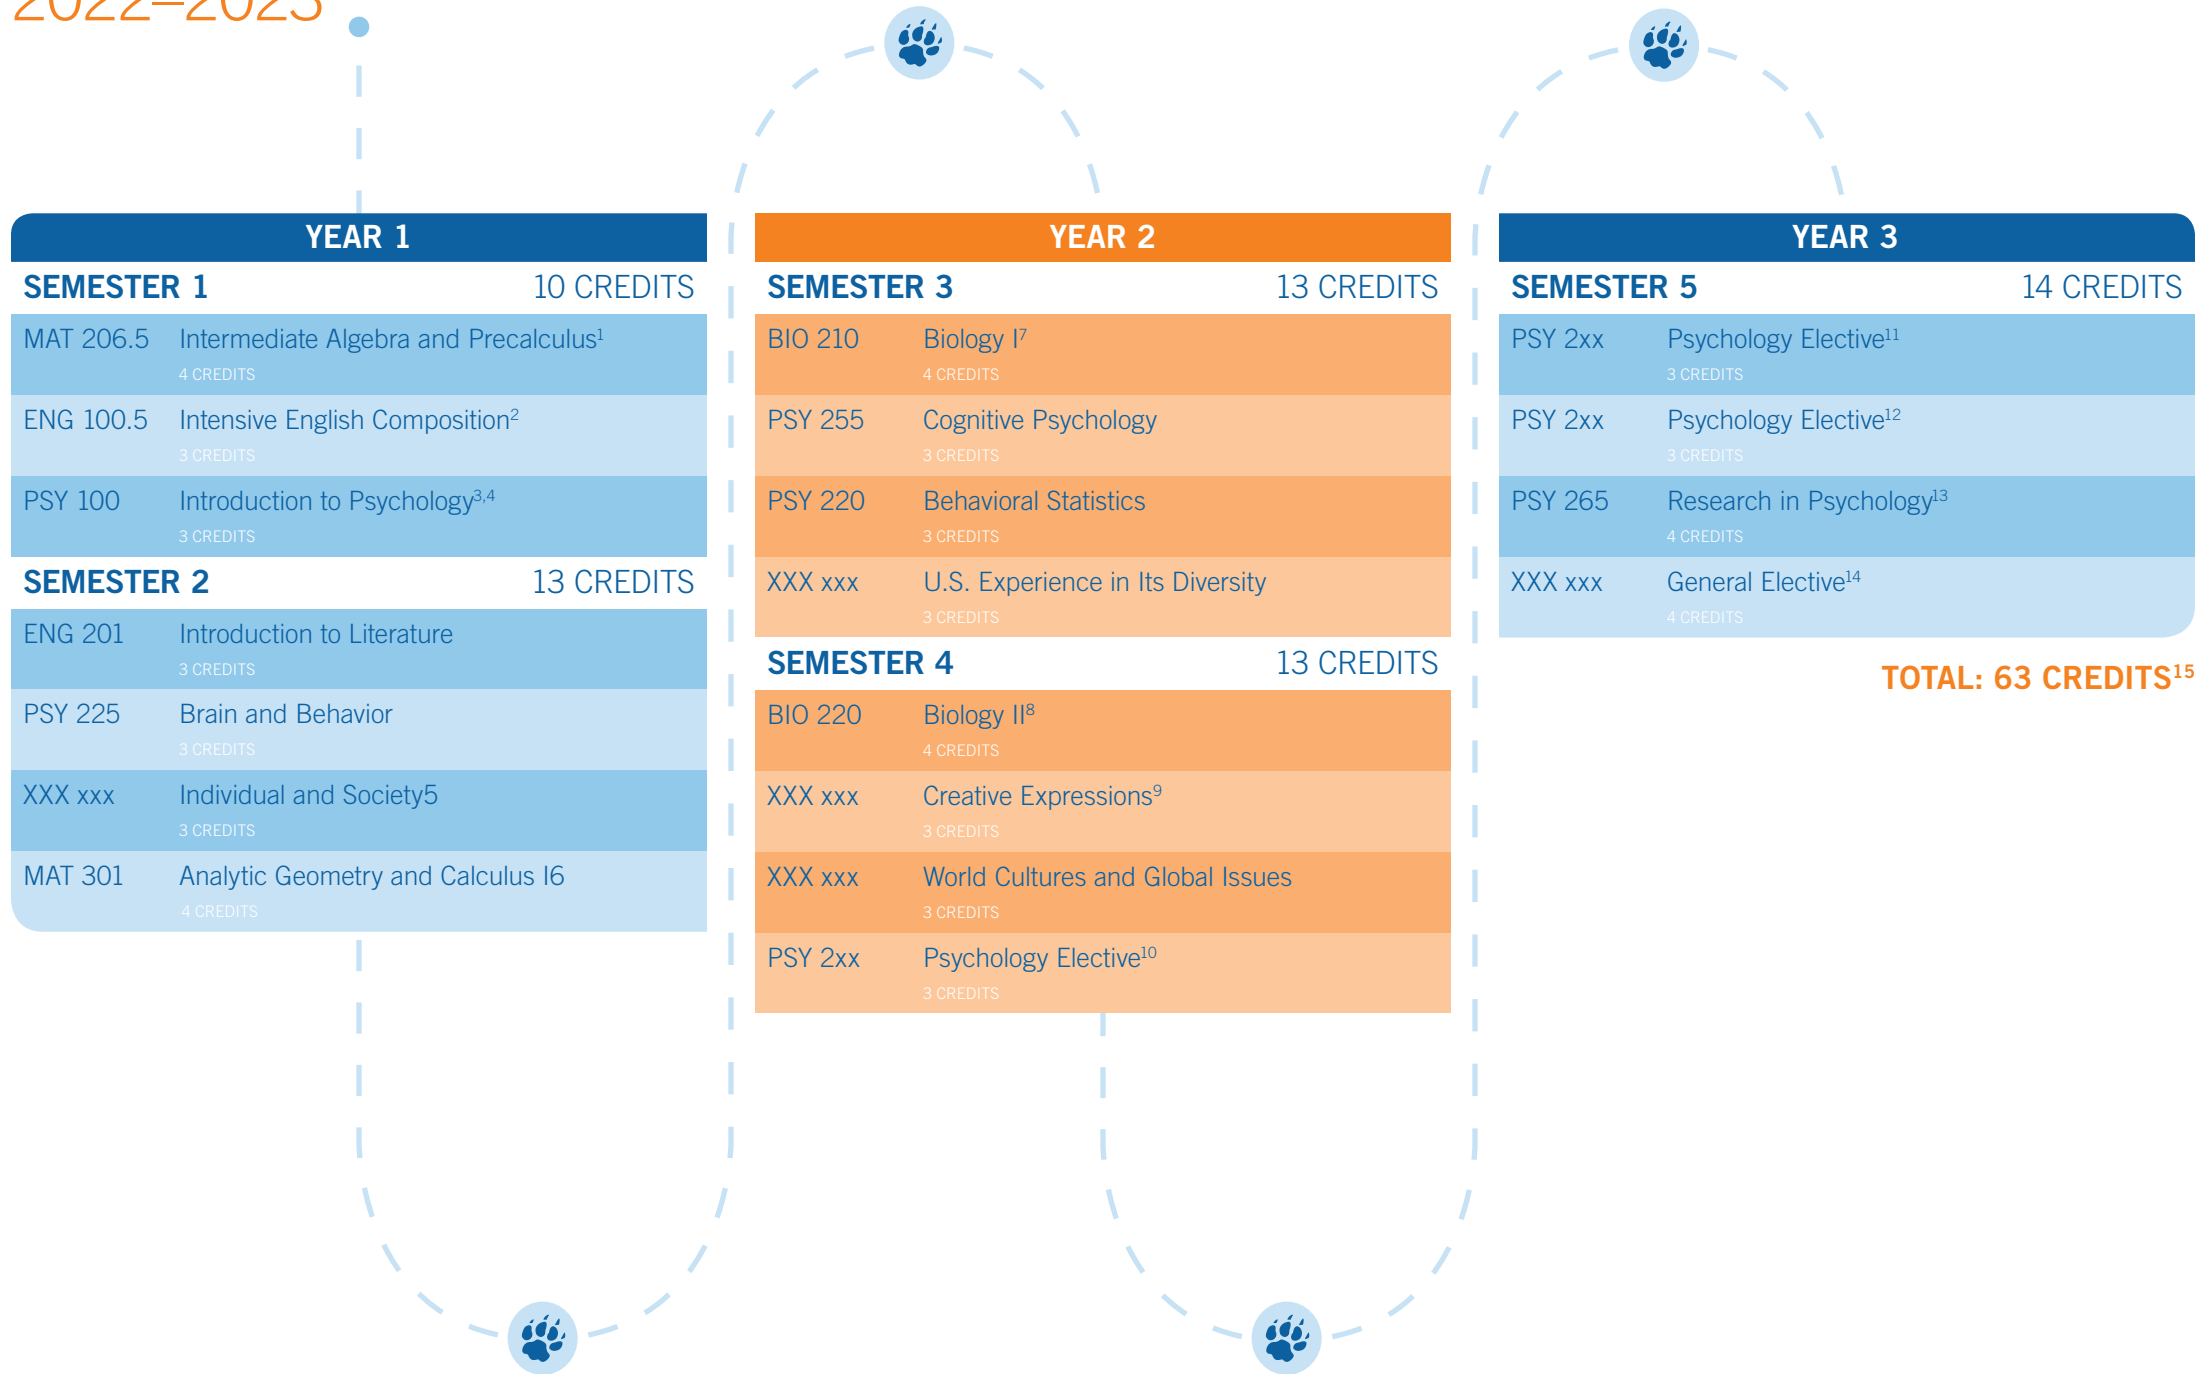 2022–2023
YEAR 1
SEMESTER 1 10 CREDITS
MAT 206.5 Intermediate Algebra and Precalculus¹
4 CREDITS
ENG 100.5 Intensive English Composition²
3 CREDITS
PSY 100 Introduction to Psychology³,⁴
3 CREDITS
SEMESTER 2 13 CREDITS
ENG 201 Introduction to Literature
3 CREDITS
PSY 225 Brain and Behavior
3 CREDITS
XXX xxx Individual and Society5
3 CREDITS
MAT 301 Analytic Geometry and Calculus I6
4 CREDITS
YEAR 2
SEMESTER 3 13 CREDITS
BIO 210 Biology I⁷
4 CREDITS
PSY 255 Cognitive Psychology
3 CREDITS
PSY 220 Behavioral Statistics
3 CREDITS
XXX xxx U.S. Experience in Its Diversity
3 CREDITS
SEMESTER 4 13 CREDITS
BIO 220 Biology II⁸
4 CREDITS
XXX xxx Creative Expressions⁹
3 CREDITS
XXX xxx World Cultures and Global Issues
3 CREDITS
PSY 2xx Psychology Elective¹⁰
3 CREDITS
YEAR 3
SEMESTER 5 14 CREDITS
PSY 2xx Psychology Elective¹¹
3 CREDITS
PSY 2xx Psychology Elective¹²
3 CREDITS
PSY 265 Research in Psychology¹³
4 CREDITS
XXX xxx General Elective¹⁴
4 CREDITS
TOTAL: 63 CREDITS¹⁵